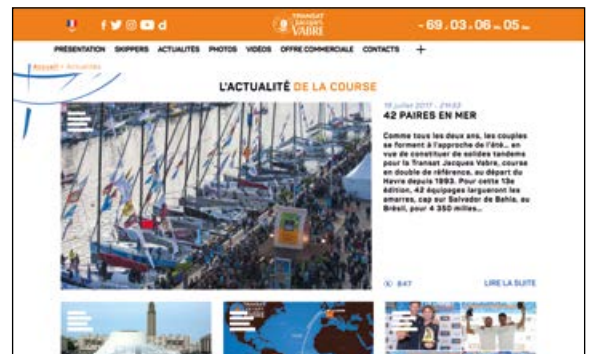 TRANSAT
Jacques
VABRE
- 69 J 03 H 06 M 05
PRÉSENTATION SKIPPERS ACTUALITÉS PHOTOS VIDÉOS OFFRE COMMERCIALE CONTACTS +
Accueil > Actualités
L'ACTUALITÉ DE LA COURSE
19 juillet 2017 - 21H33
42 PAIRES EN MER
Comme tous les deux ans, les couples
se forment à l'approche de l'été… en
vue de constituer de solides tandems
pour la Transat Jacques Vabre, course
en double de référence, au départ du
Havre depuis 1993. Pour cette 13e
édition, 42 équipages largueront les
amarres, cap sur Salvador de Bahia, au
Brésil, pour 4 350 milles…
847
LIRE LA SUITE